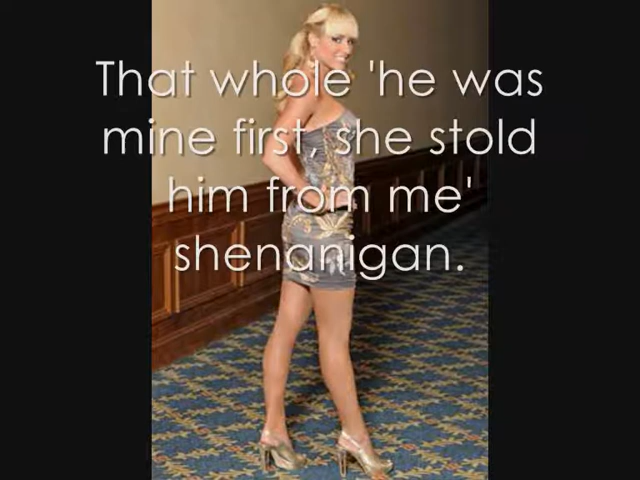 That whole 'he was
mine first, she stold
him from me'
shenanigan.